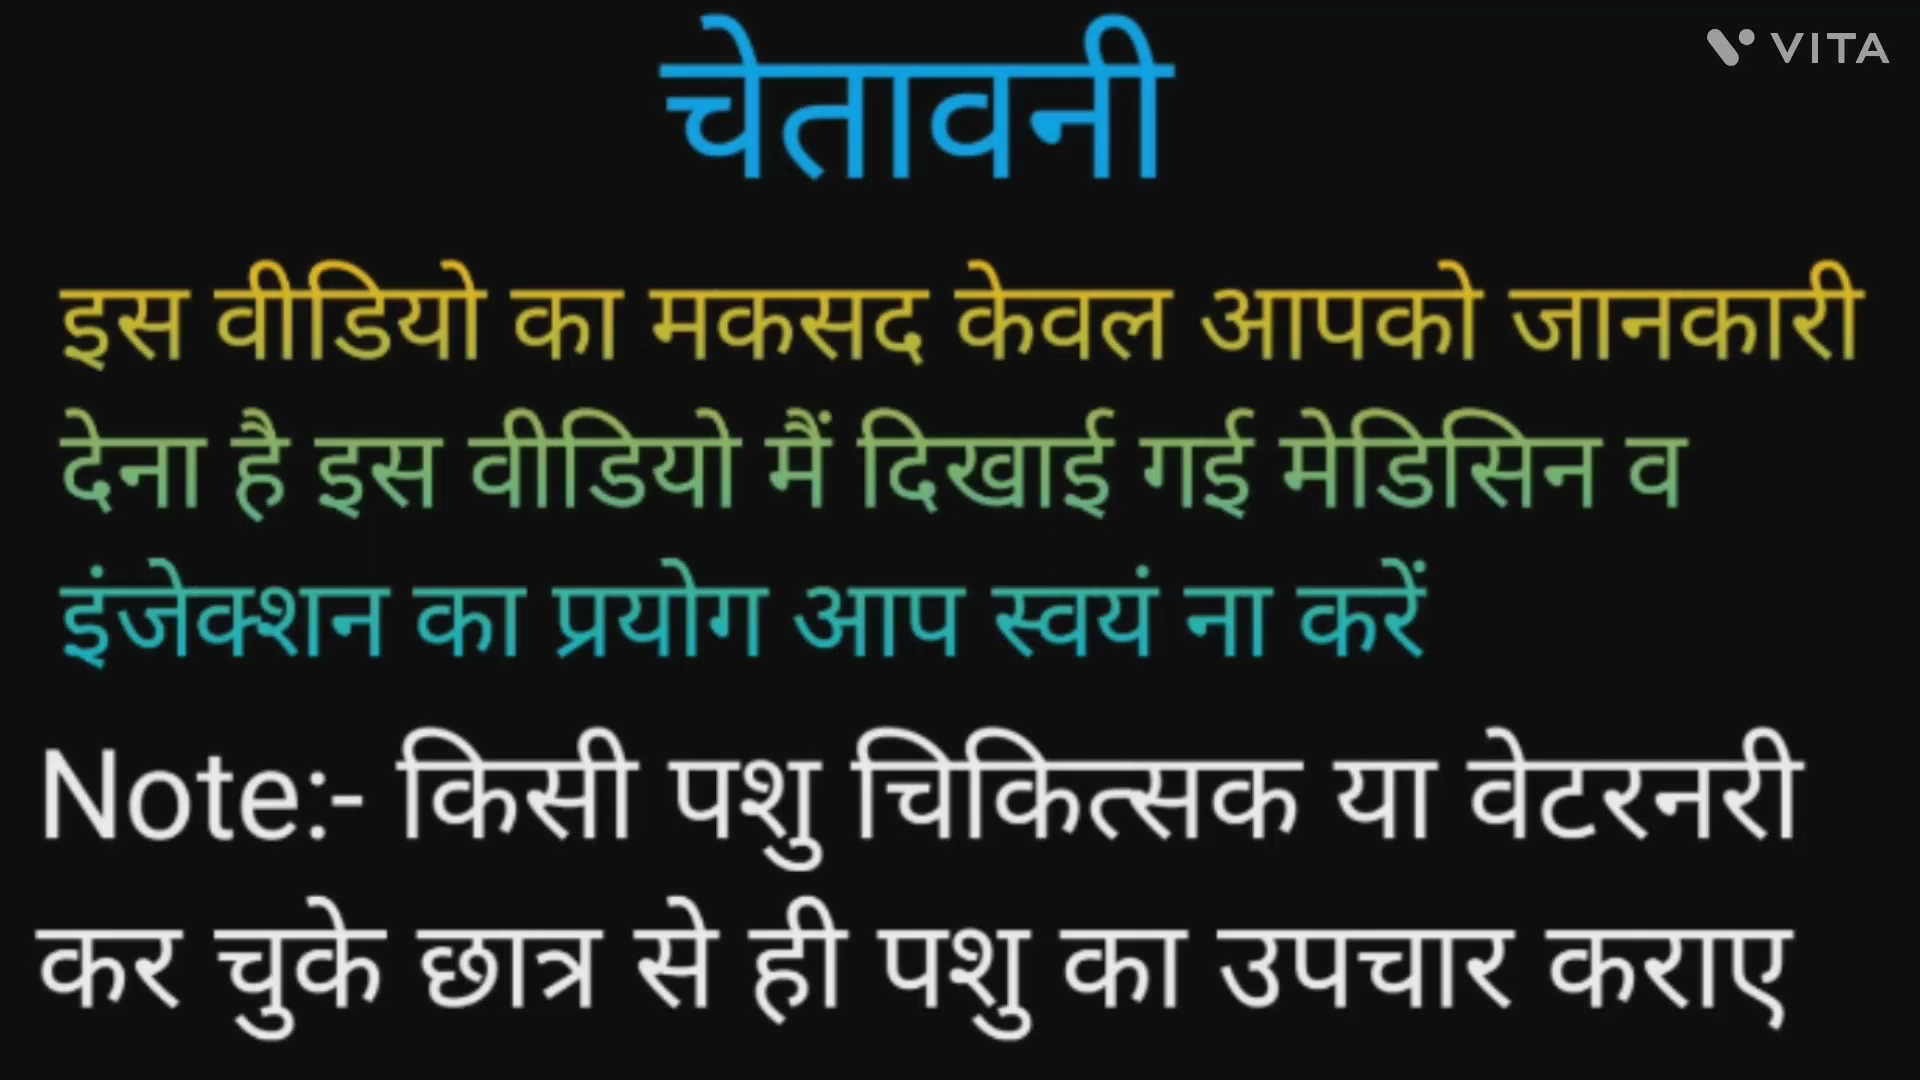 VITA
चेतावनी
इस वीडियो का मकसद केवल आपको जानकारी
देना है इस वीडियो मैं दिखाई गई मेडिसिन व
इंजेक्शन का प्रयोग आप स्वयं ना करें
Note:- किसी पशु चिकित्सक या वेटरनरी
कर चुके छात्र से ही पशु का उपचार कराए